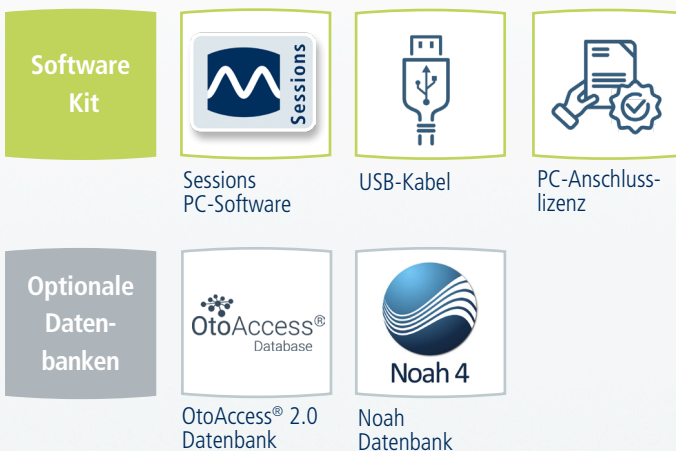 Software
Kit
Sessions
Sessions
PC-Software
USB-Kabel
PC-Anschluss-
lizenz
Optionale
Daten-
banken
OtoAccess®
Database
Noah 4
OtoAccess® 2.0
Datenbank
Noah
Datenbank